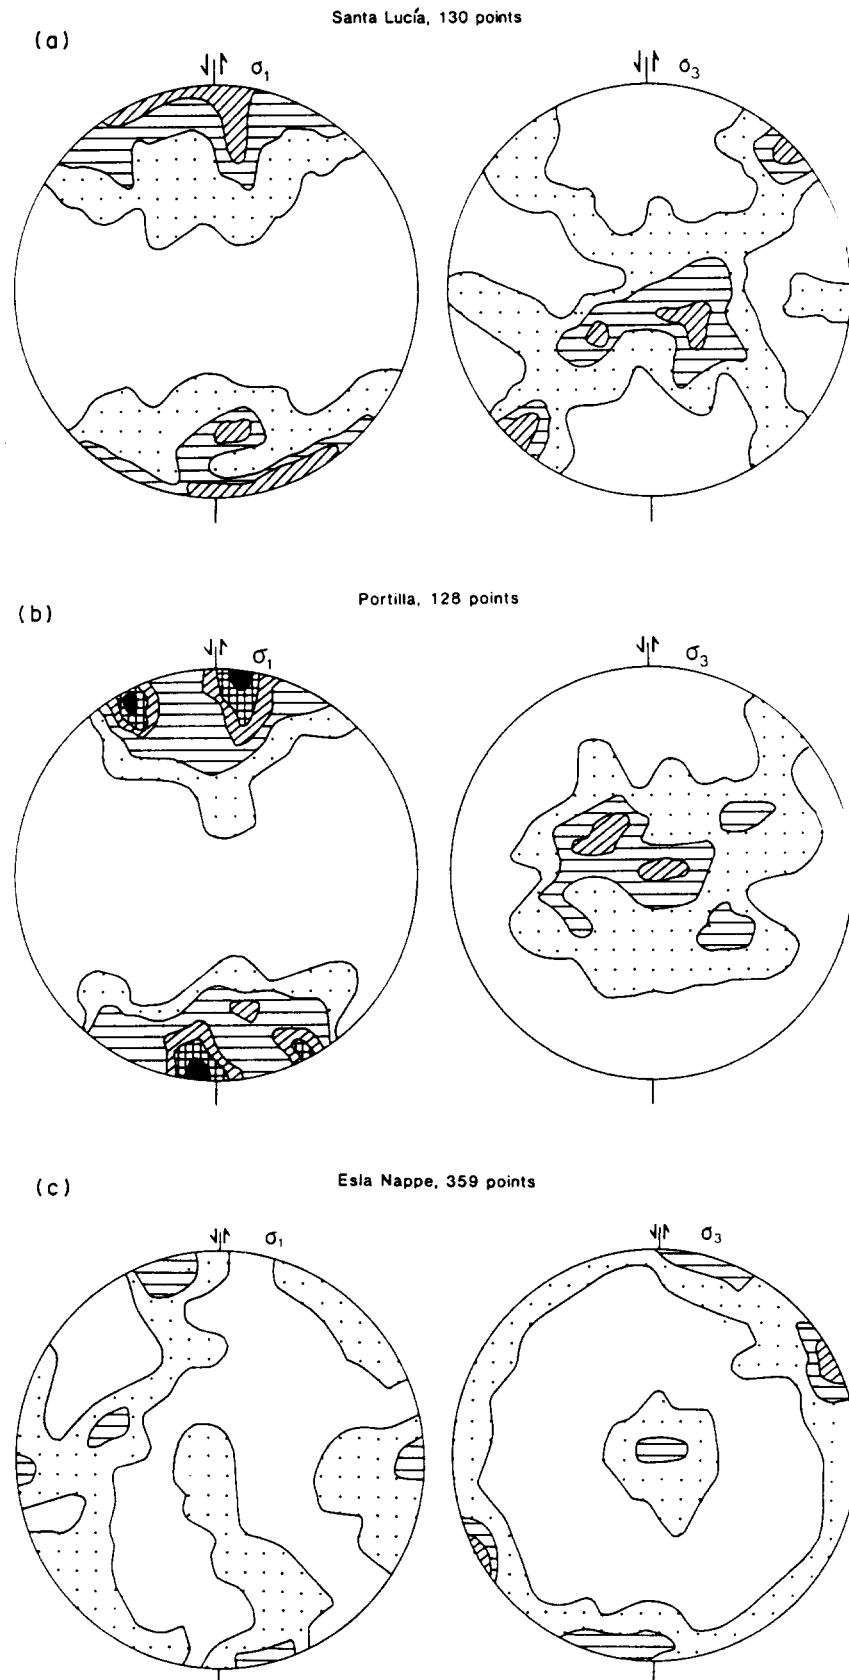 Santa Lucía, 130 points
(a)
σ1
σ3
Portilla, 128 points
(b)
σ1
σ3
Esla Nappe, 359 points
(c)
σ1
σ3